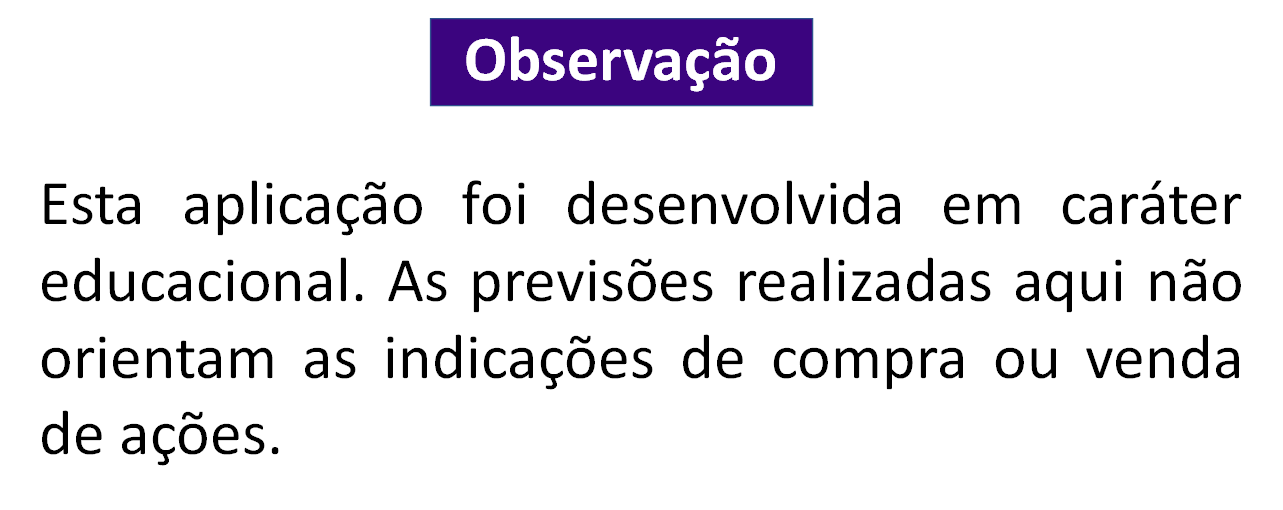 Observação
Esta aplicação foi desenvolvida em caráter
educacional. As previsões realizadas aqui não
orientam as indicações de compra ou venda
de ações.